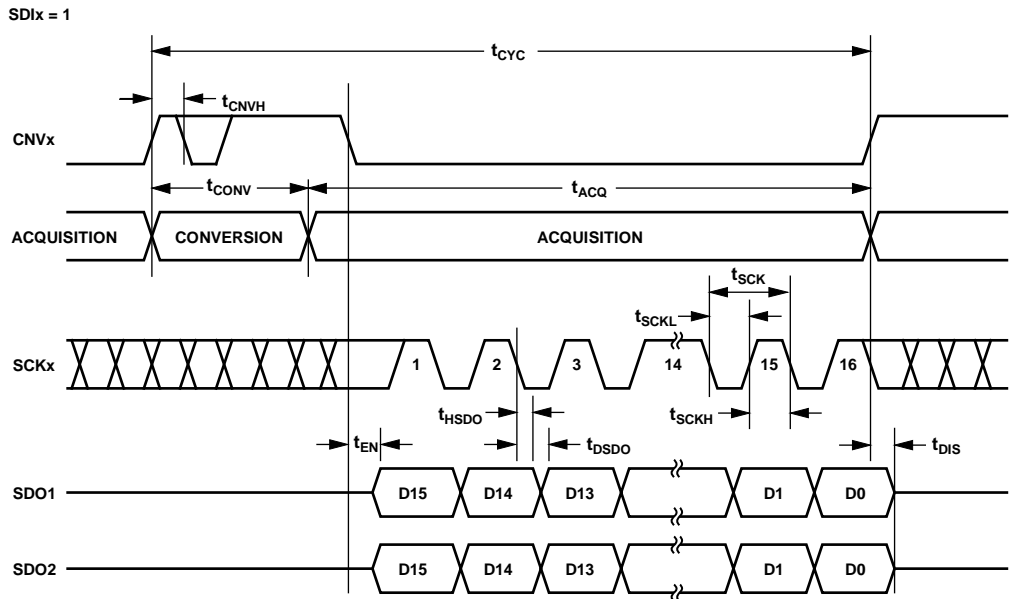 SDIx = 1
tCYC
tCNVH
CNVx
tCONV tACQ
ACQUISITION CONVERSION ACQUISITION
tSCK
tSCKL
SCKx 1 2 3 14 15 16
tHSDO tSCKH
tEN tDSDO tDIS
SDO1 D15 D14 D13 D1 D0
SDO2 D15 D14 D13 D1 D0